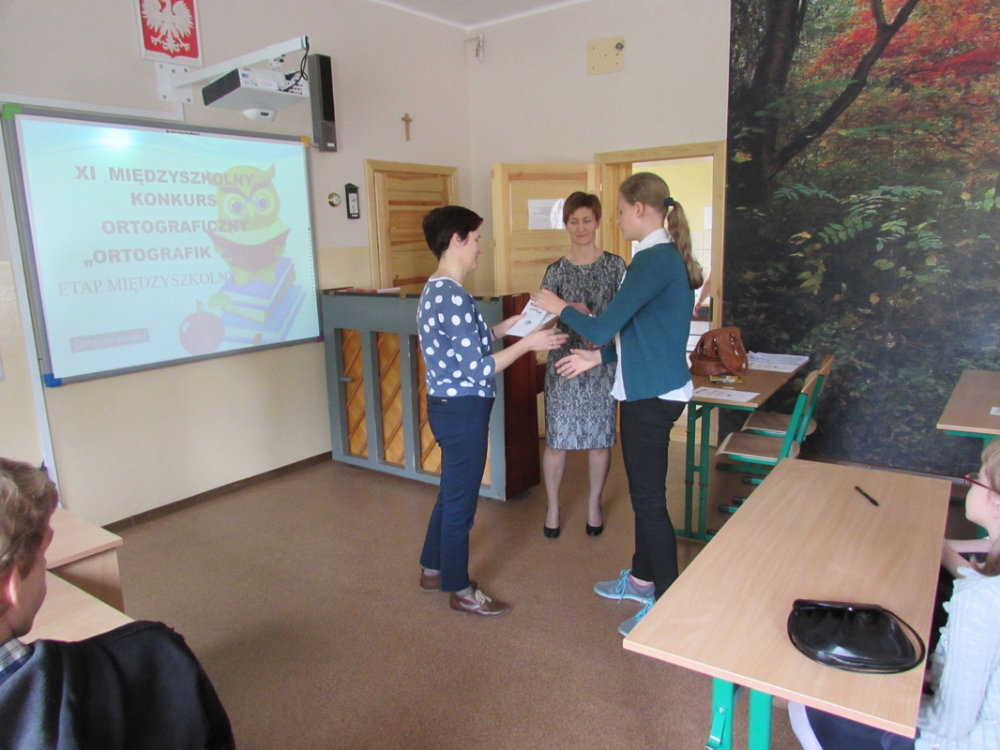 XI MIĘDZYSZKOLNY
KONKURS
ORTOGRAFICZNY
„ORTOGRAFIK
ETAP MIĘDZYSZKOLNY